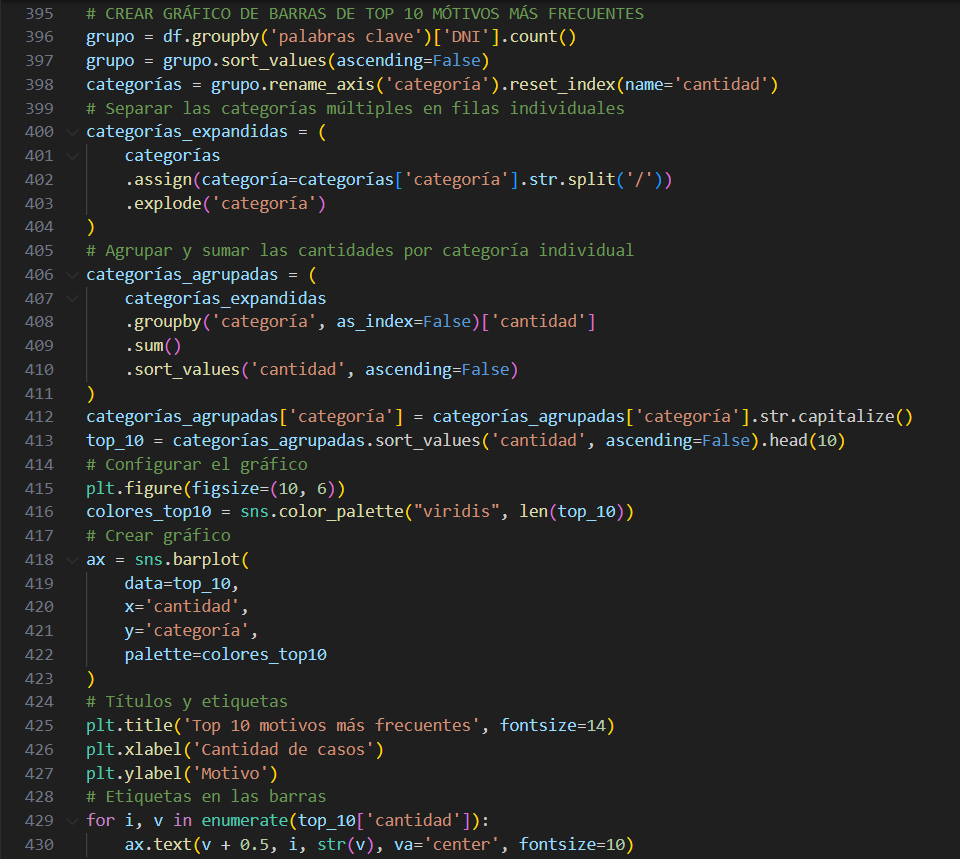 395 # CREAR GRÁFICO DE BARRAS DE TOP 10 MÓTIVOS MÁS FRECUENTES
396 grupo = df.groupby('palabras clave')['DNI'].count()
397 grupo = grupo.sort_values(ascending=False)
398 categorías = grupo.rename_axis('categoría').reset_index(name='cantidad')
399 # Separar las categorías múltiples en filas individuales
400 categorías_expandidas = (
401     categorías
402     .assign(categoría=categorías['categoría'].str.split('/'))
403     .explode('categoría')
404 )
405 # Agrupar y sumar las cantidades por categoría individual
406 categorías_agrupadas = (
407     categorías_expandidas
408     .groupby('categoría', as_index=False)['cantidad']
409     .sum()
410     .sort_values('cantidad', ascending=False)
411 )
412 categorías_agrupadas['categoría'] = categorías_agrupadas['categoría'].str.capitalize()
413 top_10 = categorías_agrupadas.sort_values('cantidad', ascending=False).head(10)
414 # Configurar el gráfico
415 plt.figure(figsize=(10, 6))
416 colores_top10 = sns.color_palette("viridis", len(top_10))
417 # Crear gráfico
418 ax = sns.barplot(
419     data=top_10,
420     x='cantidad',
421     y='categoría',
422     palette=colores_top10
423 )
424 # Títulos y etiquetas
425 plt.title('Top 10 motivos más frecuentes', fontsize=14)
426 plt.xlabel('Cantidad de casos')
427 plt.ylabel('Motivo')
428 # Etiquetas en las barras
429 for i, v in enumerate(top_10['cantidad']):
430     ax.text(v + 0.5, i, str(v), va='center', fontsize=10)